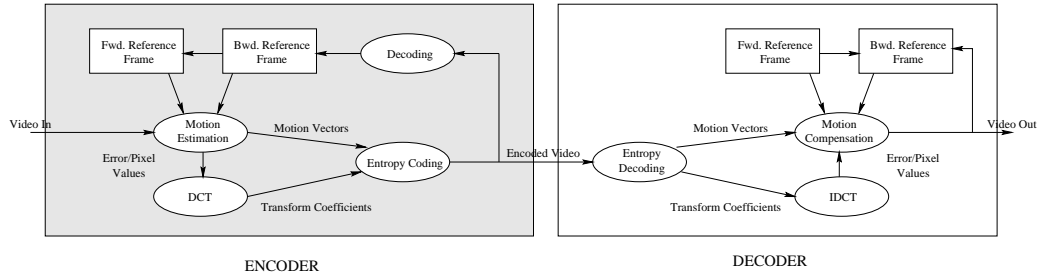 Fwd. Reference
Frame
Bwd. Reference
Frame
Decoding
Video In
Motion
Estimation
Motion Vectors
Error/Pixel
Values
Entropy Coding
DCT
Transform Coefficients
ENCODER
Encoded Video
Fwd. Reference
Frame
Bwd. Reference
Frame
Entropy
Decoding
Motion Vectors
Motion
Compensation
Video Out
Error/Pixel
Values
Transform Coefficients
IDCT
DECODER